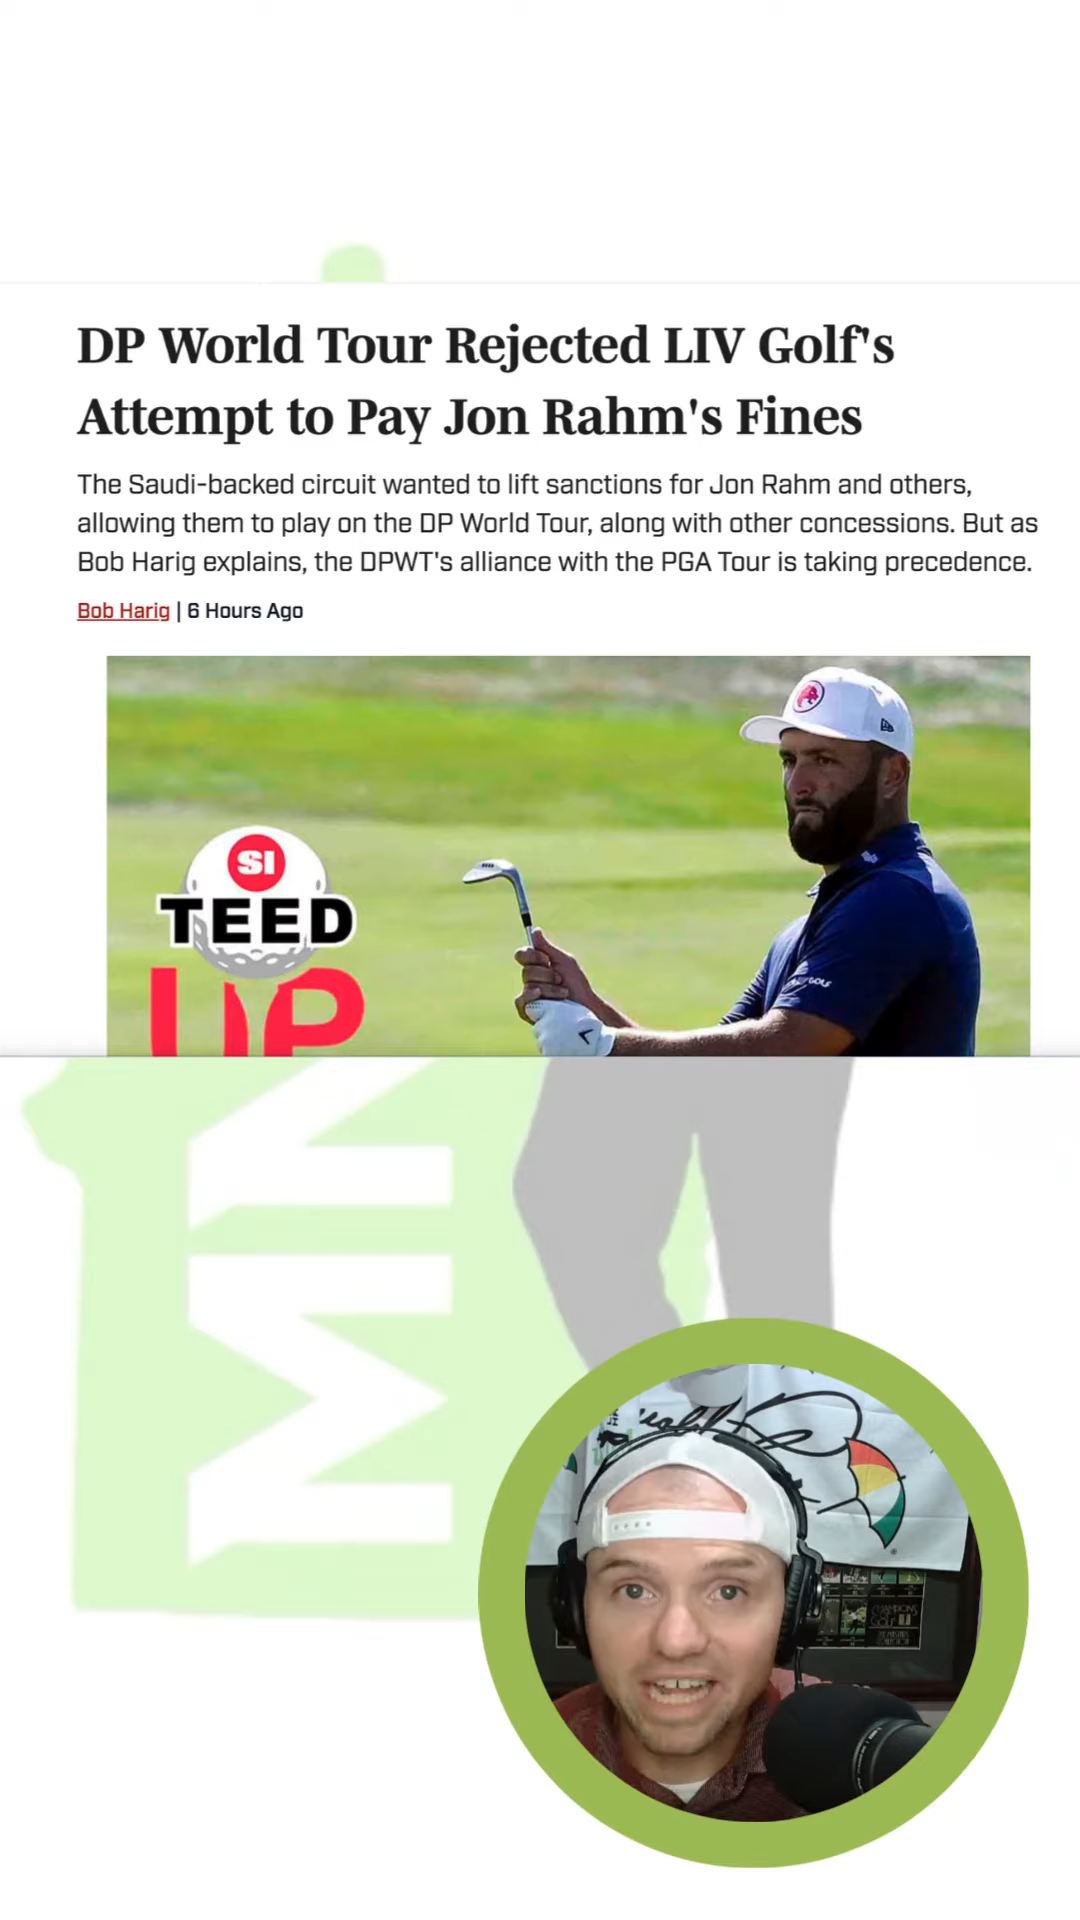 DP World Tour Rejected LIV Golf's
Attempt to Pay Jon Rahm's Fines
The Saudi-backed circuit wanted to lift sanctions for Jon Rahm and others,
allowing them to play on the DP World Tour, along with other concessions. But as
Bob Harig explains, the DPWT's alliance with the PGA Tour is taking precedence.
Bob Harig | 6 Hours Ago
SI
TEED
UP
GOLF
CHAMPIONS